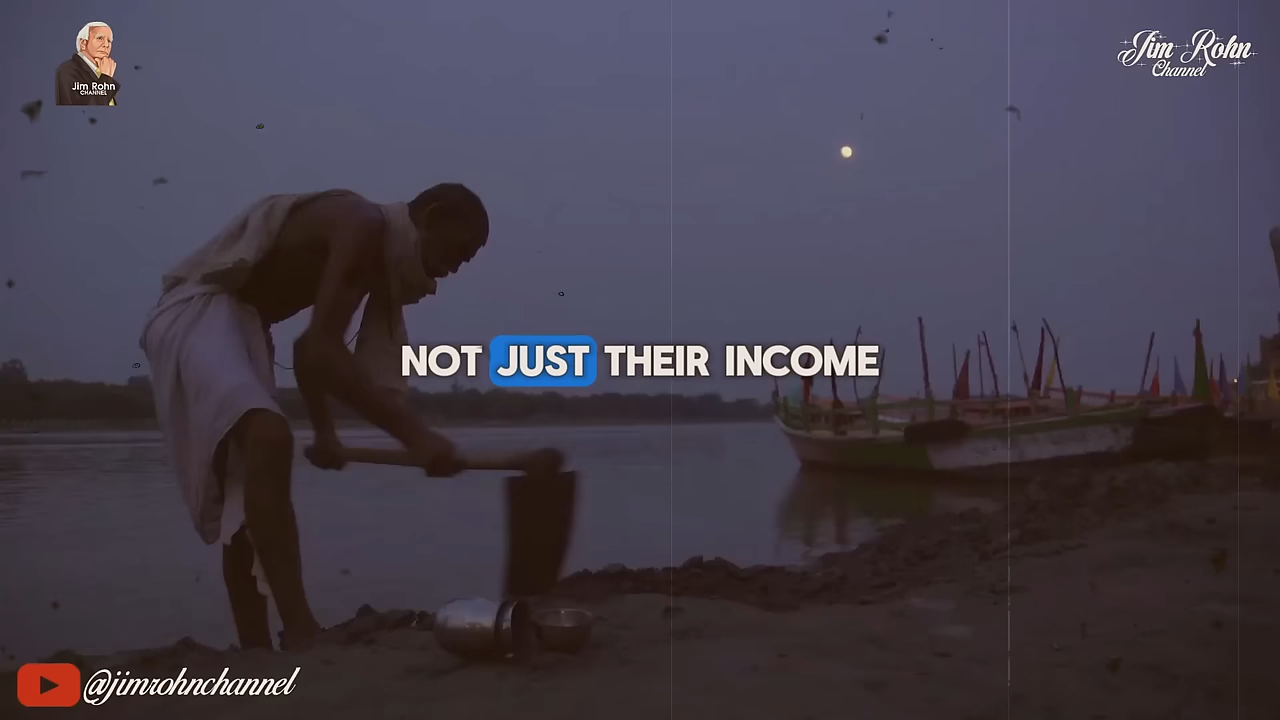 Jim Rohn
CHANNEL
Jim Rohn
Channel
NOT JUST THEIR INCOME
@jimrohnchannel